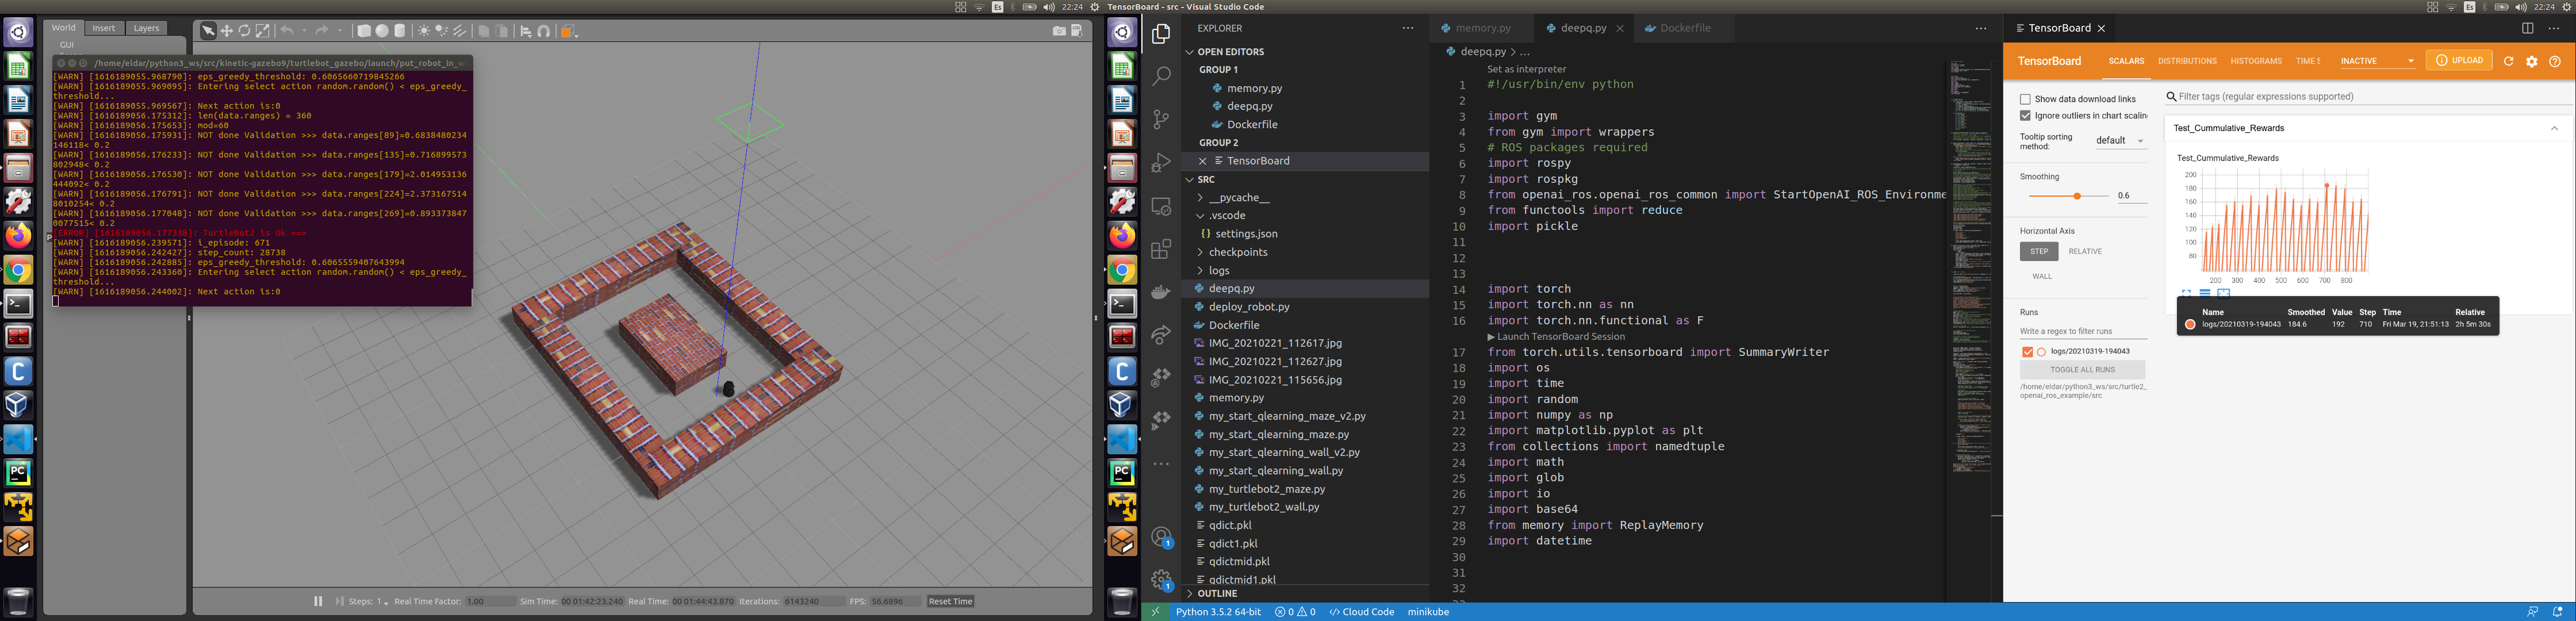 Es
22:24
TensorBoard - src - Visual Studio Code
Es
22:24
World
Insert
Layers
GUI
/home/eldar/python3_ws/src/kinetic-gazebo9/turtlebot_gazebo/launch/put_robot_in_w
[WARN] [1616189055.968790]: eps_greedy_threshold: 0.6065660719845266
[WARN] [1616189055.969095]: Entering select action random.random() < eps_greedy_
threshold...
[WARN] [1616189055.969567]: Next action is:0
[WARN] [1616189056.175312]: len(data.ranges) = 360
[WARN] [1616189056.175653]: mod=60
[WARN] [1616189056.175931]: NOT done Validation >>> data.ranges[89]=0.6838480234
146118< 0.2
[WARN] [1616189056.176233]: NOT done Validation >>> data.ranges[135]=0.716899573
802948< 0.2
[WARN] [1616189056.176530]: NOT done Validation >>> data.ranges[179]=2.014953136
444092< 0.2
[WARN] [1616189056.176791]: NOT done Validation >>> data.ranges[224]=2.373167514
8010254< 0.2
[WARN] [1616189056.177048]: NOT done Validation >>> data.ranges[269]=0.893373847
0077515< 0.2
[ERROR] [1616189056.177338]: TurtleBot2 is Ok ==>
[WARN] [1616189056.239571]: i_episode: 671
[WARN] [1616189056.242427]: step_count: 28738
[WARN] [1616189056.242885]: eps_greedy_threshold: 0.6065559407643994
[WARN] [1616189056.243360]: Entering select action random.random() < eps_greedy_
threshold...
[WARN] [1616189056.244002]: Next action is:0
Steps: 1 Real Time Factor: 1.00 Sim Time: 00 01:42:23.240 Real Time: 00 01:44:43.870 Iterations: 6143240 FPS: 56.6896 Reset Time
EXPLORER
OPEN EDITORS
GROUP 1
memory.py
deepq.py
Dockerfile
GROUP 2
TensorBoard
SRC
__pycache__
.vscode
{} settings.json
checkpoints
logs
deepq.py
deploy_robot.py
Dockerfile
IMG_20210221_112617.jpg
IMG_20210221_112627.jpg
IMG_20210221_115656.jpg
memory.py
my_start_qlearning_maze_v2.py
my_start_qlearning_maze.py
my_start_qlearning_wall_v2.py
my_start_qlearning_wall.py
my_turtlebot2_maze.py
my_turtlebot2_wall.py
qdict.pkl
qdict1.pkl
qdictmid.pkl
qdictmid1.pkl
OUTLINE
memory.py
deepq.py
Dockerfile
deepq.py > ...
Set as interpreter
1 #!/usr/bin/env python
2
3 import gym
4 from gym import wrappers
5 # ROS packages required
6 import rospy
7 import rospkg
8 from openai_ros.openai_ros_common import StartOpenAI_ROS_Environme
9 from functools import reduce
10 import pickle
11
12
13
14 import torch
15 import torch.nn as nn
16 import torch.nn.functional as F
Launch TensorBoard Session
17 from torch.utils.tensorboard import SummaryWriter
18 import os
19 import time
20 import random
21 import numpy as np
22 import matplotlib.pyplot as plt
23 from collections import namedtuple
24 import math
25 import glob
26 import io
27 import base64
28 from memory import ReplayMemory
29 import datetime
30
31
32
Python 3.5.2 64-bit 0 0 Cloud Code minikube
TensorBoard
TensorBoard
SCALARS
DISTRIBUTIONS
HISTOGRAMS
TIME S
INACTIVE
UPLOAD
Show data download links
Ignore outliers in chart scaling
Tooltip sorting
method:
default
Smoothing
0.6
Horizontal Axis
STEP
RELATIVE
WALL
Runs
Write a regex to filter runs
logs/20210319-194043
TOGGLE ALL RUNS
/home/eldar/python3_ws/src/turtle2_
openai_ros_example/src
Filter tags (regular expressions supported)
Test_Cummulative_Rewards
Test_Cummulative_Rewards
200
180
160
140
120
100
80
200 300 400 500 600 700 800
Name Smoothed Value Step Time Relative
logs/20210319-194043 184.6 192 710 Fri Mar 19, 21:51:13 2h 5m 30s